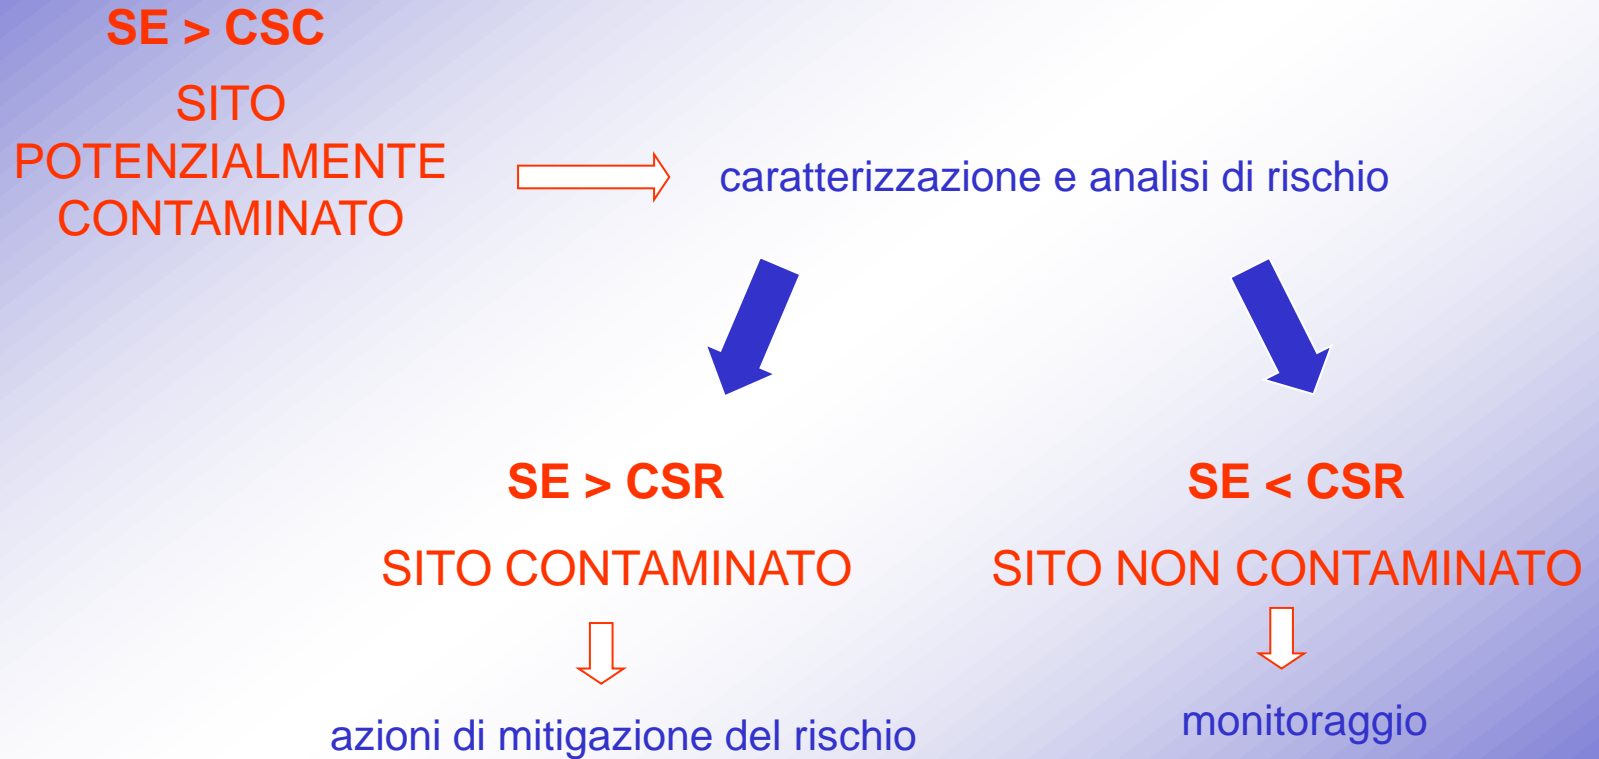 SE > CSC
SITO
POTENZIALMENTE
CONTAMINATO
caratterizzazione e analisi di rischio
SE > CSR
SITO CONTAMINATO
azioni di mitigazione del rischio
SE < CSR
SITO NON CONTAMINATO
monitoraggio